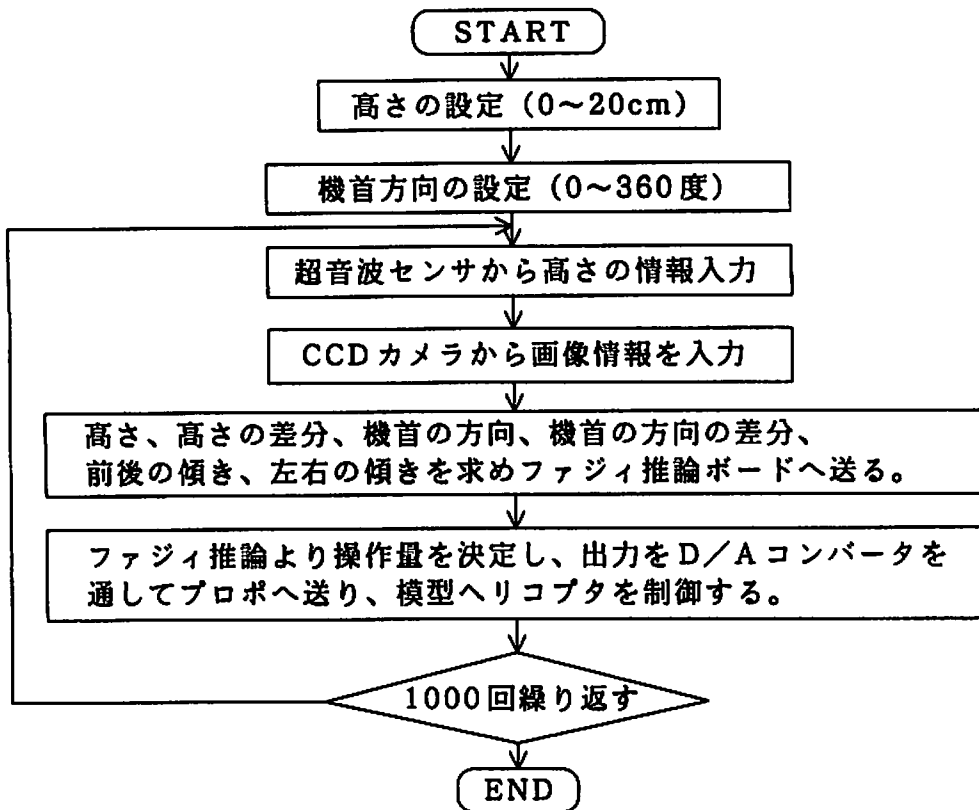 START
高さの設定（0～20cm）
機首方向の設定（0～360度）
超音波センサから高さの情報入力
CCDカメラから画像情報を入力
高さ、高さの差分、機首の方向、機首の方向の差分、
前後の傾き、左右の傾きを求めファジィ推論ボードへ送る。
ファジィ推論より操作量を決定し、出力をD／Aコンバータを
通してプロポへ送り、模型ヘリコプタを制御する。
1000回繰り返す
END